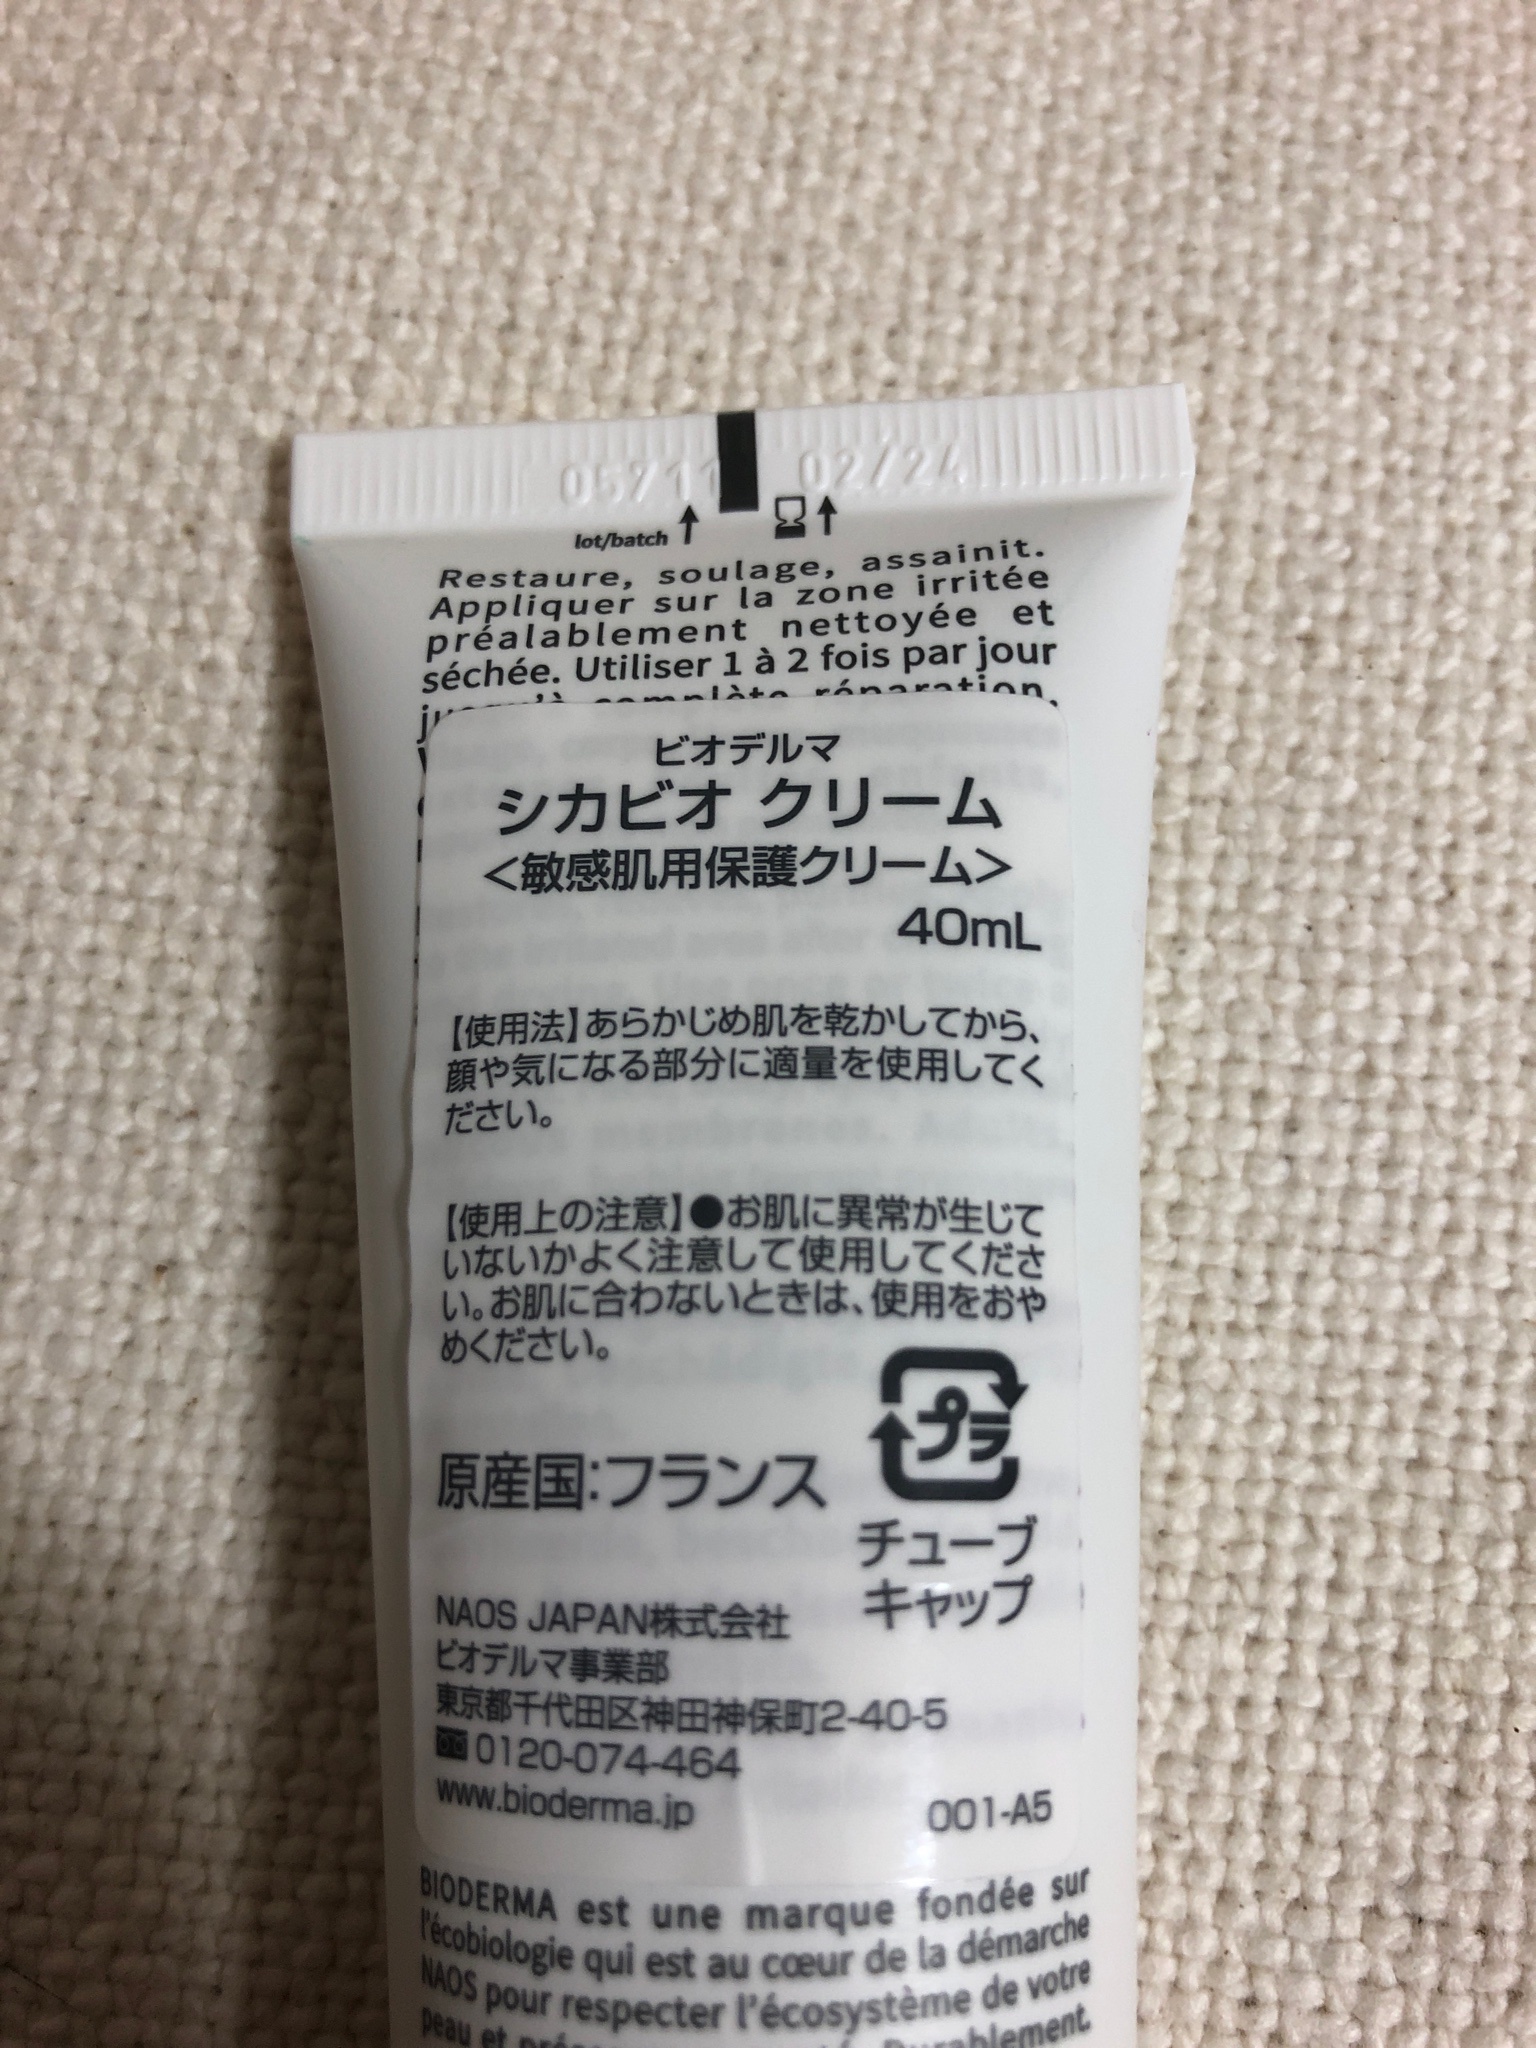 05711 02/24
lot/batch
Restaure, soulage, assainit.
Appliquer sur la zone irritée
préalablement nettoyée et
séchée. Utiliser 1 à 2 fois par jour
jusqu'à complète réparation.
ビオデルマ
シカビオ クリーム
<敏感肌用保護クリーム>
40mL
【使用法】あらかじめ肌を乾かしてから、
顔や気になる部分に適量を使用してく
ださい。
【使用上の注意】●お肌に異常が生じて
いないかよく注意して使用してくださ
い。お肌に合わないときは、使用をおや
めください。
プラ
原産国:フランス
チューブ
キャップ
NAOS JAPAN株式会社
ビオデルマ事業部
東京都千代田区神田神保町2-40-5
0120-074-464
www.bioderma.jp
001-A5
BIODERMA est une marque fondée sur
l'écobiologie qui est au cœur de la démarche
NAOS pour respecter l'écosystème de votre
peau et Durablement.